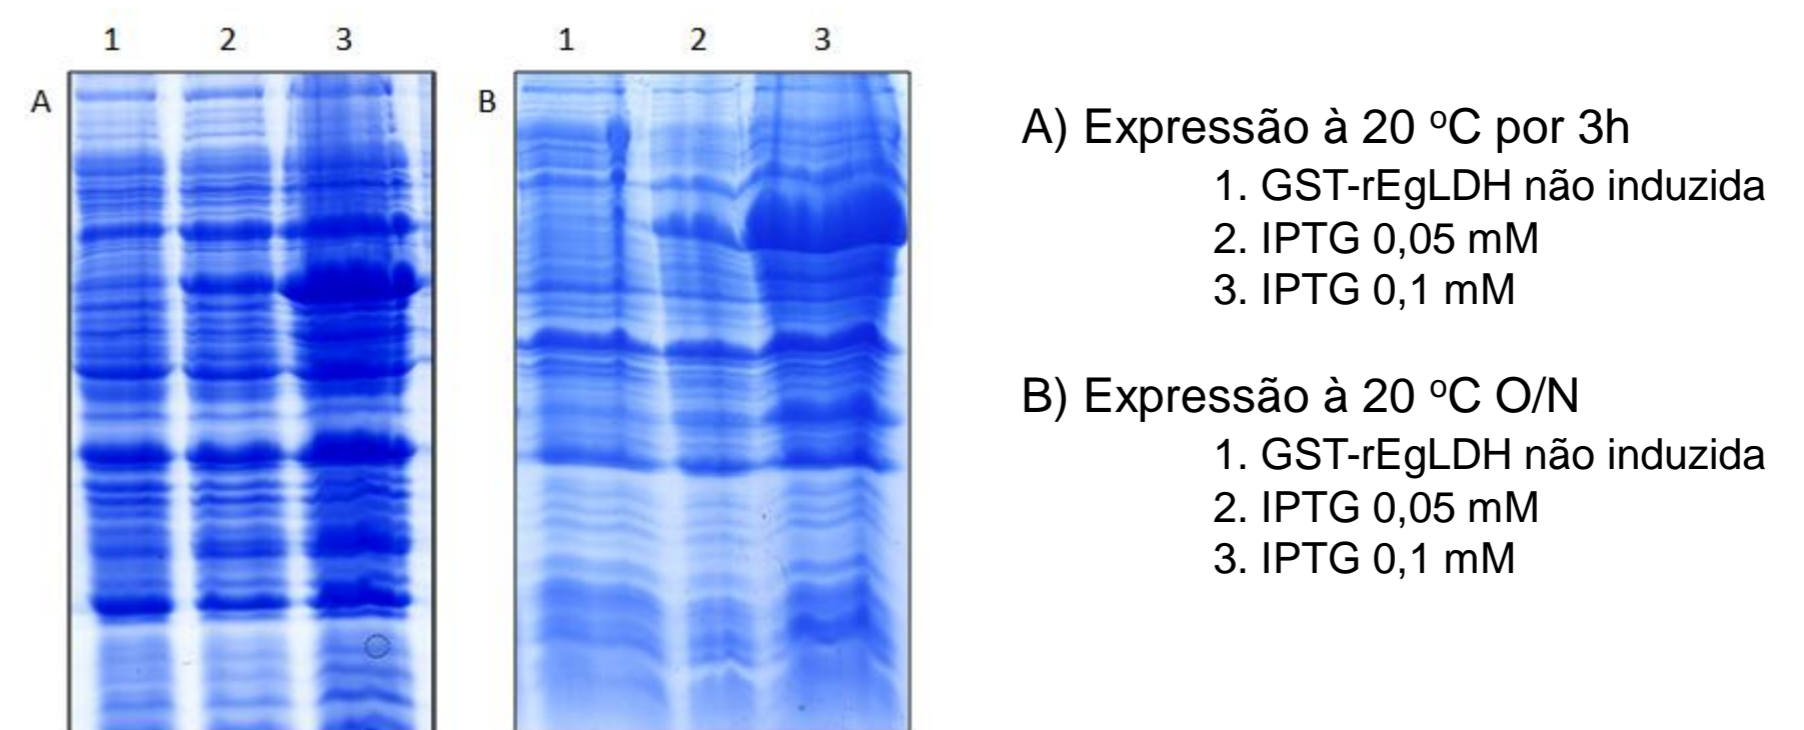 1 2 3
A
1 2 3
B
A) Expressão à 20 ºC por 3h
1. GST-rEgLDH não induzida
2. IPTG 0,05 mM
3. IPTG 0,1 mM
B) Expressão à 20 ºC O/N
1. GST-rEgLDH não induzida
2. IPTG 0,05 mM
3. IPTG 0,1 mM